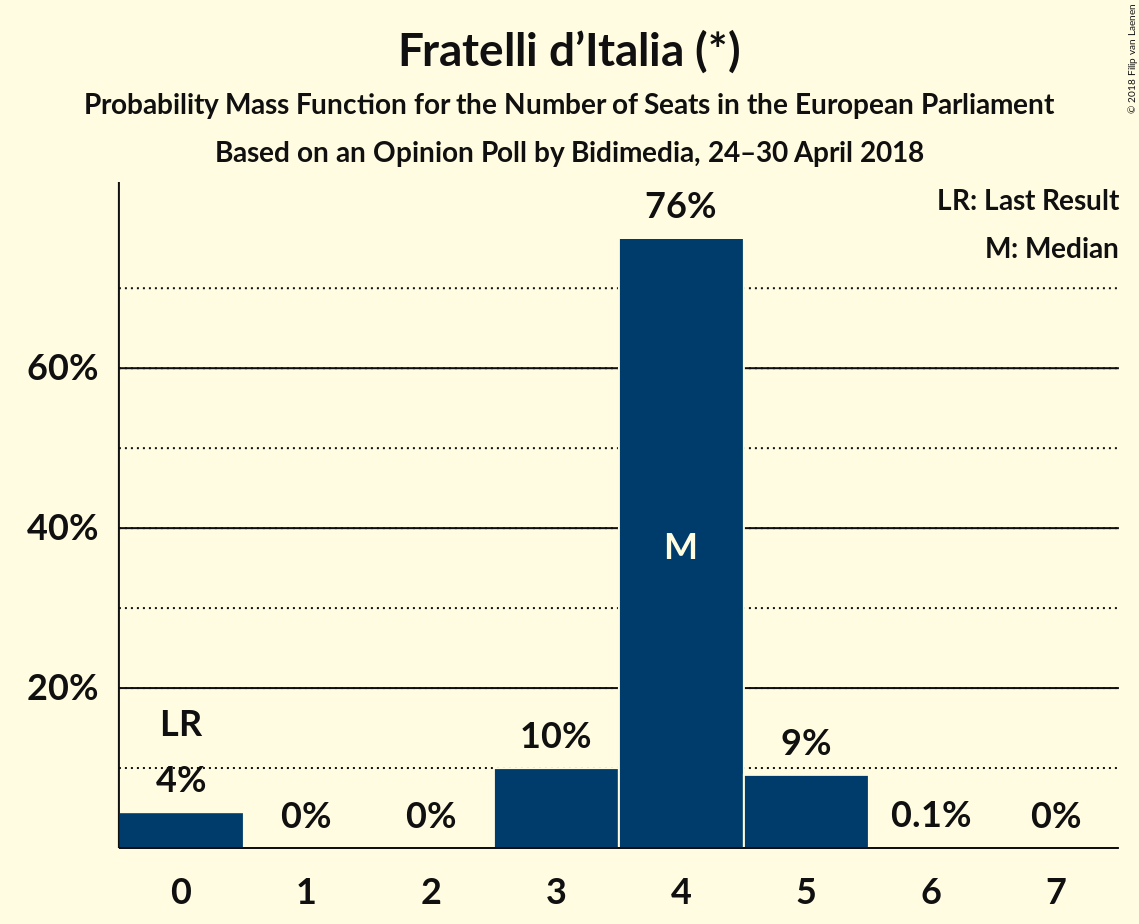 Fratelli d’Italia (*)
Probability Mass Function for the Number of Seats in the European Parliament
Based on an Opinion Poll by Bidimedia, 24–30 April 2018
© 2018 Filip van Laenen
LR: Last Result
M: Median
76%
60%
40%
M
20%
LR
10%
9%
4%
0%
0%
0.1%
0%
0 1 2 3 4 5 6 7